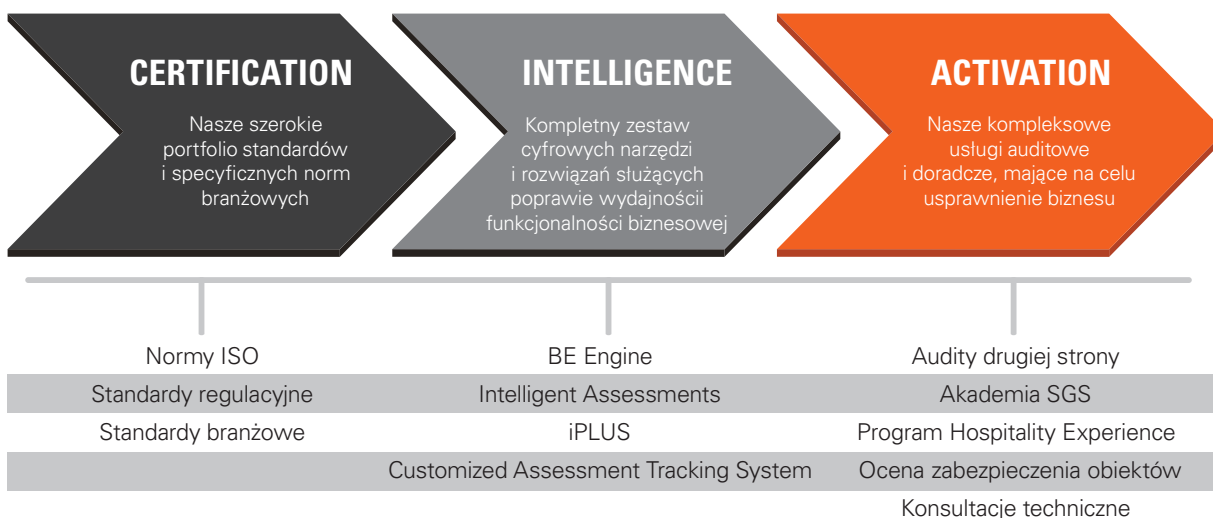 CERTIFICATION
Nasze szerokie
portfolio standardów
i specyficznych norm
branżowych
INTELLIGENCE
Kompletny zestaw
cyfrowych narzędzi
i rozwiązań służących
poprawie wydajnościi
funkcjonalności biznesowej
ACTIVATION
Nasze kompleksowe
usługi auditowe
i doradcze, mające na celu
usprawnienie biznesu
Normy ISO
Standardy regulacyjne
Standardy branżowe
BE Engine
Intelligent Assessments
iPLUS
Customized Assessment Tracking System
Audity drugiej strony
Akademia SGS
Program Hospitality Experience
Ocena zabezpieczenia obiektów
Konsultacje techniczne